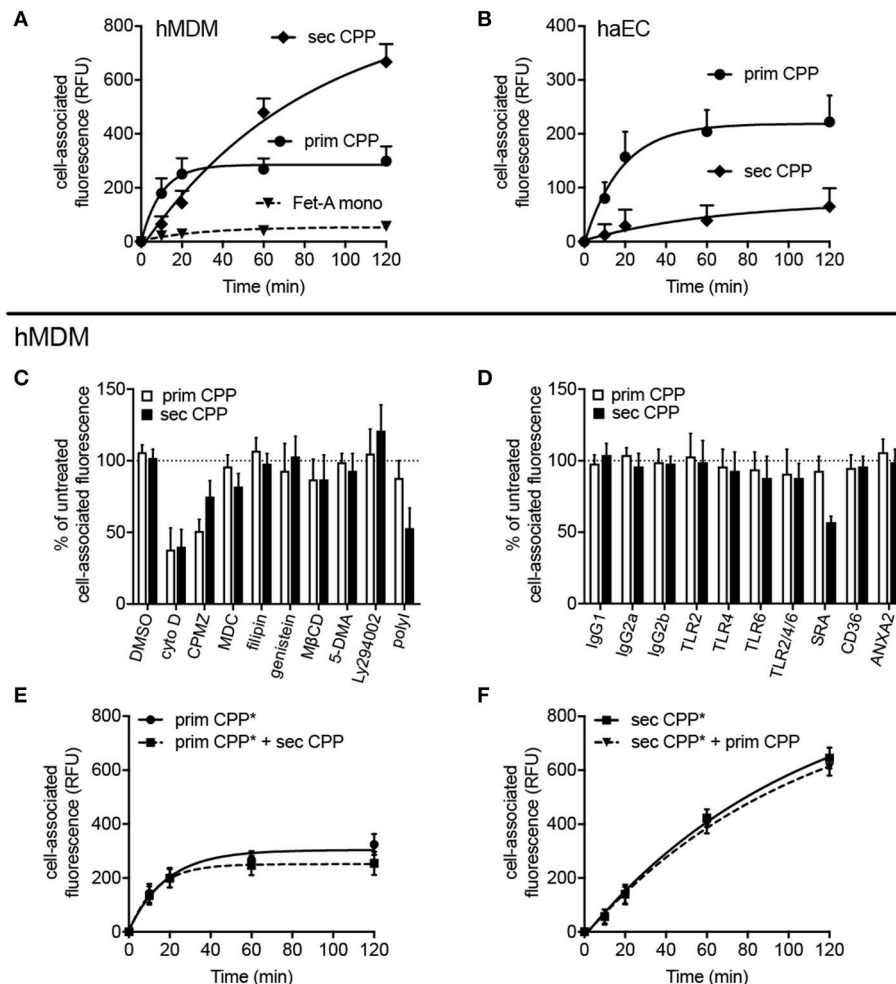 A
hMDM
sec CPP
prim CPP
Fet-A mono
cell-associated
fluorescence (RFU)
800
600
400
200
0
0 20 40 60 80 100 120
Time (min)
B
haEC
prim CPP
sec CPP
cell-associated
fluorescence (RFU)
400
300
200
100
0
0 20 40 60 80 100 120
Time (min)
hMDM
C
prim CPP
sec CPP
% of untreated
cell-associated fluorescence
150
100
50
0
DMSO
cyto D
CPMZ
MDC
filipin
genistein
MβCD
5-DMA
Ly294002
polyI
D
prim CPP
sec CPP
% of untreated
cell-associated fluorescence
150
100
50
0
IgG1
IgG2a
IgG2b
TLR2
TLR4
TLR6
TLR2/4/6
SRA
CD36
ANXA2
E
prim CPP*
prim CPP* + sec CPP
cell-associated
fluorescence (RFU)
800
600
400
200
0
0 20 40 60 80 100 120
Time (min)
F
sec CPP*
sec CPP* + prim CPP
cell-associated
fluorescence (RFU)
800
600
400
200
0
0 20 40 60 80 100 120
Time (min)